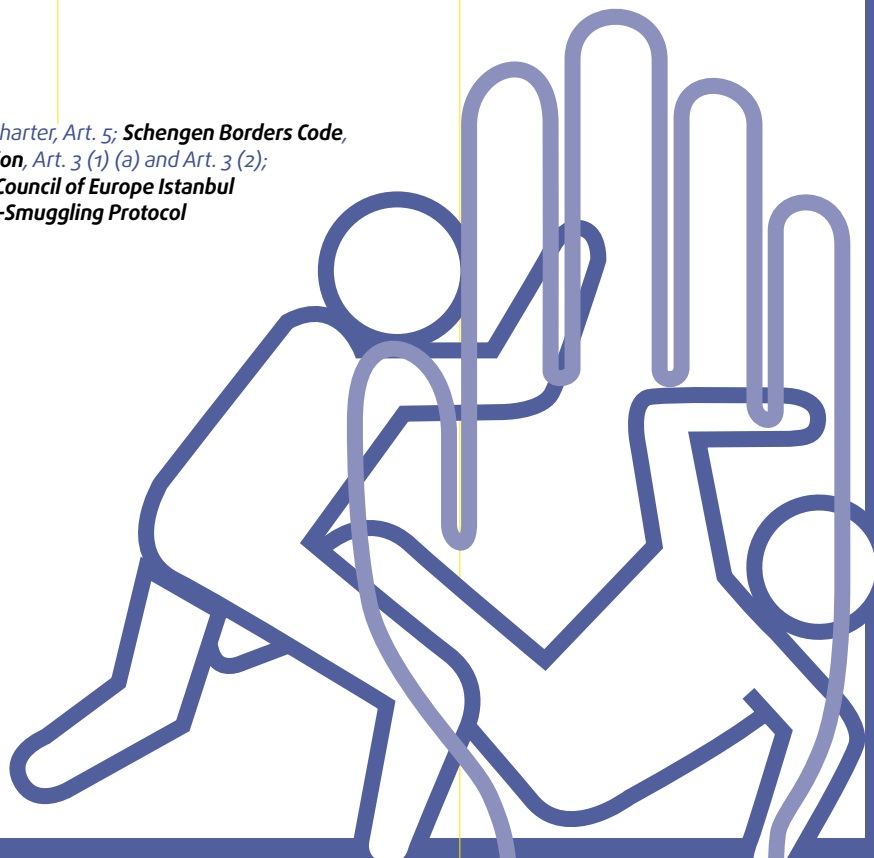 harter, Art. 5; Schengen Borders Code,
ion, Art. 3 (1) (a) and Art. 3 (2);
Council of Europe Istanbul
-Smuggling Protocol